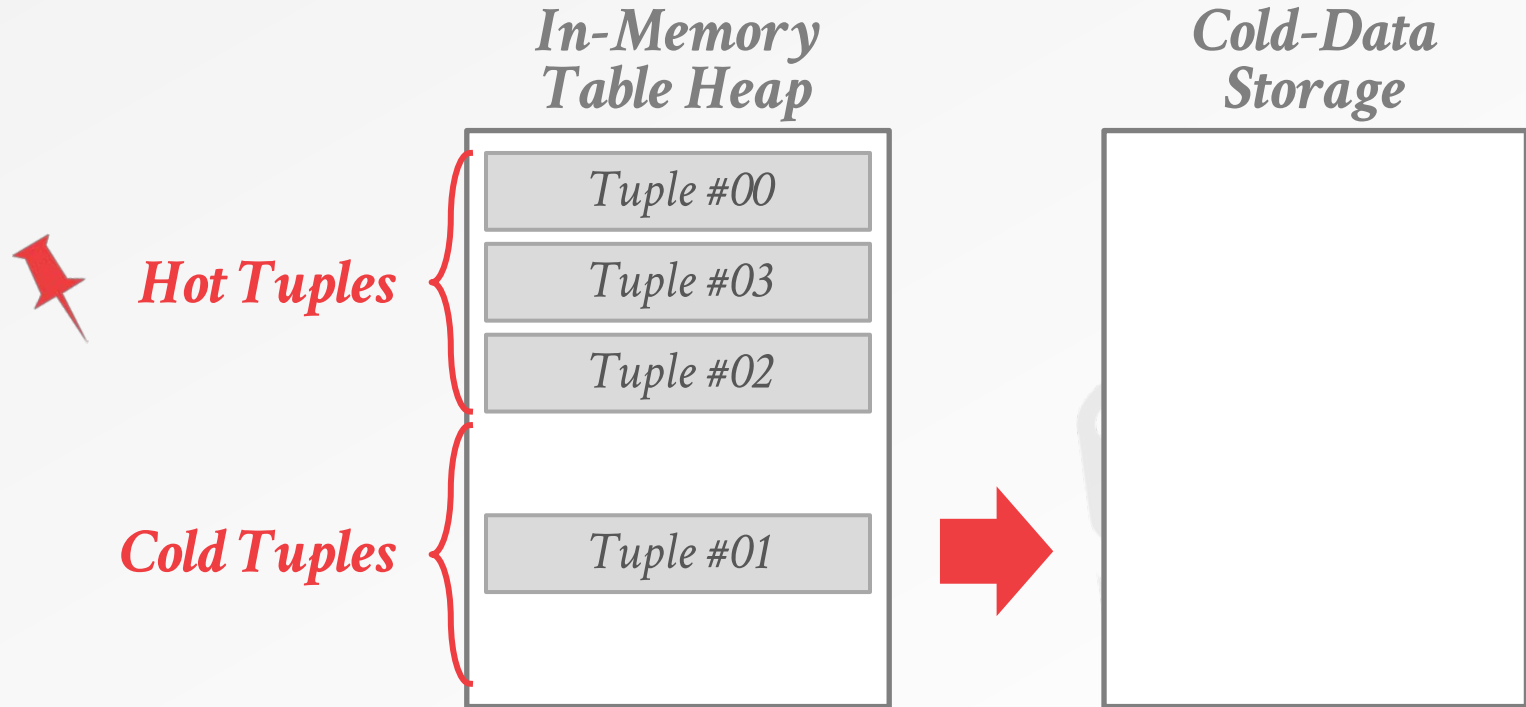 In-Memory
Table Heap
Cold-Data
Storage
Hot Tuples
Tuple #00
Tuple #03
Tuple #02
Cold Tuples
Tuple #01